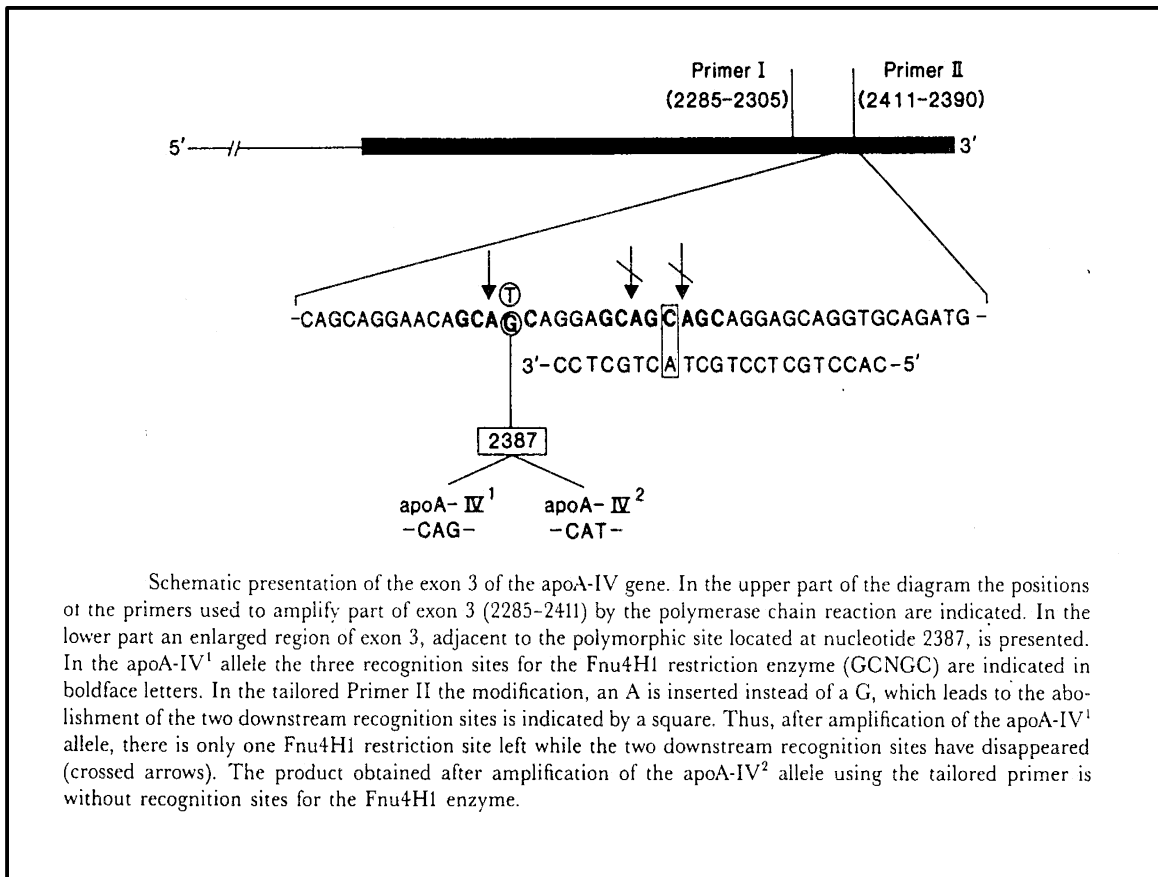 Primer I Primer II
(2285-2305) (2411-2390)
5' 3'
T
-CAGCAGGAACAGCAGCAGGAGCAGCAGCAGGAGCAGGTGCAGATG-
3'-CCTCGTCATCGTCCTCGTCCAC-5'
2387
apoA-IV¹ apoA-IV²
-CAG- -CAT-
Schematic presentation of the exon 3 of the apoA-IV gene. In the upper part of the diagram the positions
of the primers used to amplify part of exon 3 (2285-2411) by the polymerase chain reaction are indicated. In the
lower part an enlarged region of exon 3, adjacent to the polymorphic site located at nucleotide 2387, is presented.
In the apoA-IV¹ allele the three recognition sites for the Fnu4H1 restriction enzyme (GCNGC) are indicated in
boldface letters. In the tailored Primer II the modification, an A is inserted instead of a G, which leads to the abo-
lishment of the two downstream recognition sites is indicated by a square. Thus, after amplification of the apoA-IV¹
allele, there is only one Fnu4H1 restriction site left while the two downstream recognition sites have disappeared
(crossed arrows). The product obtained after amplification of the apoA-IV² allele using the tailored primer is
without recognition sites for the Fnu4H1 enzyme.